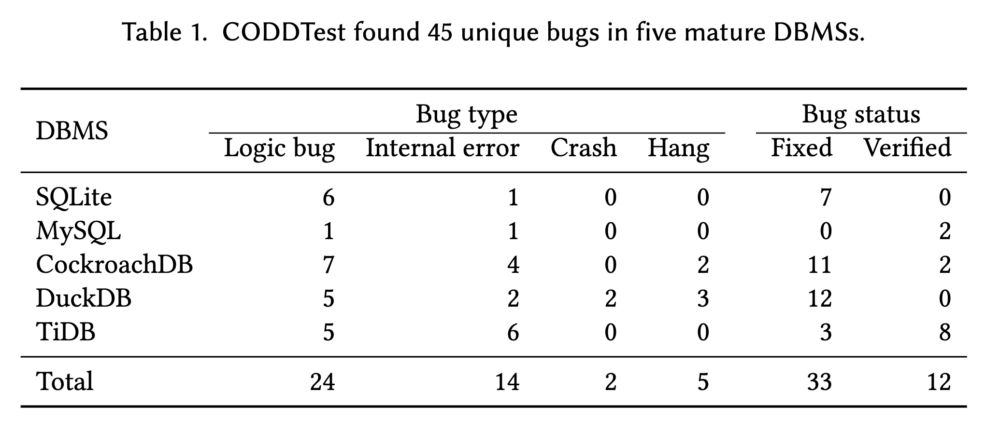 Table 1. CODDTest found 45 unique bugs in five mature DBMSs.
DBMS Bug type Bug status
Logic bug Internal error Crash Hang Fixed Verified
SQLite 6 1 0 0 7 0
MySQL 1 1 0 0 0 2
CockroachDB 7 4 0 2 11 2
DuckDB 5 2 2 3 12 0
TiDB 5 6 0 0 3 8
Total 24 14 2 5 33 12